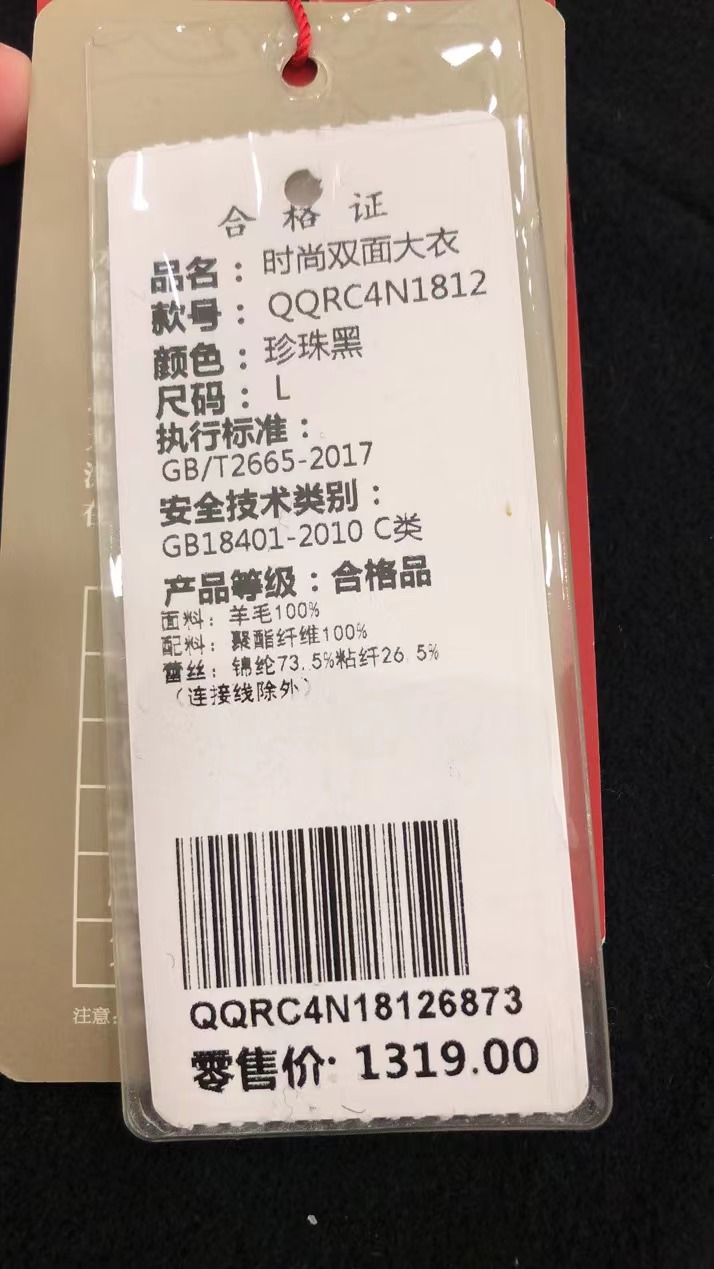 合格证
品名：时尚双面大衣
款号：QQRC4N1812
颜色：珍珠黑
尺码：L
执行标准：
GB/T2665-2017
安全技术类别：
GB18401-2010 C类
产品等级：合格品
面料：羊毛100%
配料：聚酯纤维100%
蕾丝：锦纶73.5%粘纤26.5%
（连接线除外）
QQRC4N18126873
零售价：1319.00
注意：